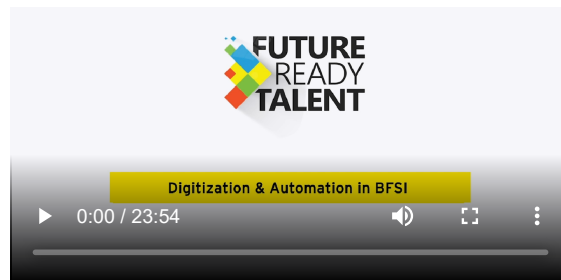 FUTURE
READY
TALENT
Digitization & Automation in BFSI
0:00 / 23:54